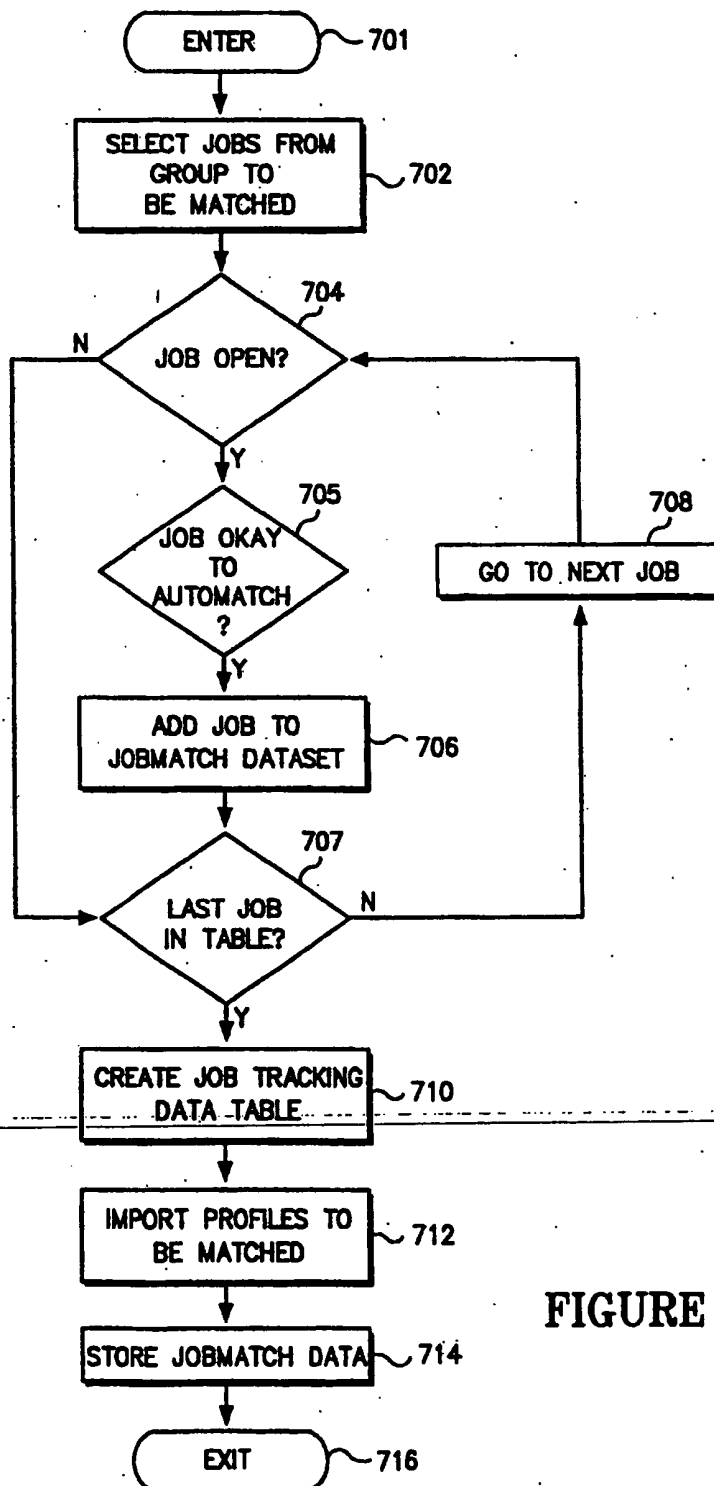 ENTER
701
SELECT JOBS FROM
GROUP TO
BE MATCHED
702
704
JOB OPEN?
N
Y
705
JOB OKAY
TO
AUTOMATCH
?
708
GO TO NEXT JOB
Y
ADD JOB TO
JOBMATCH DATASET
706
707
LAST JOB
IN TABLE?
N
Y
CREATE JOB TRACKING
DATA TABLE
710
IMPORT PROFILES TO
BE MATCHED
712
FIGURE
STORE JOBMATCH DATA
714
EXIT
716